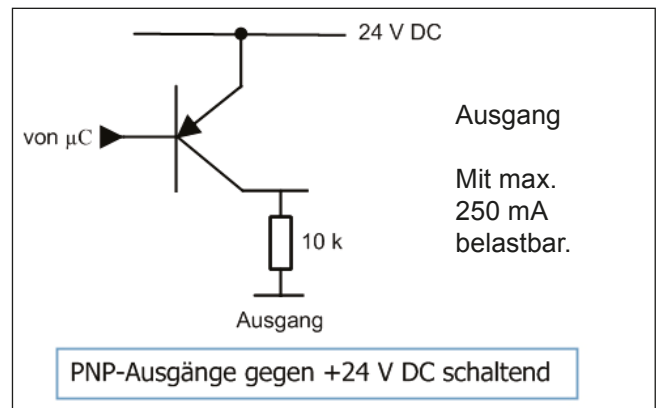 24 V DC
von µC
Ausgang
Mit max.
250 mA
belastbar.
10 k
Ausgang
PNP-Ausgänge gegen +24 V DC schaltend